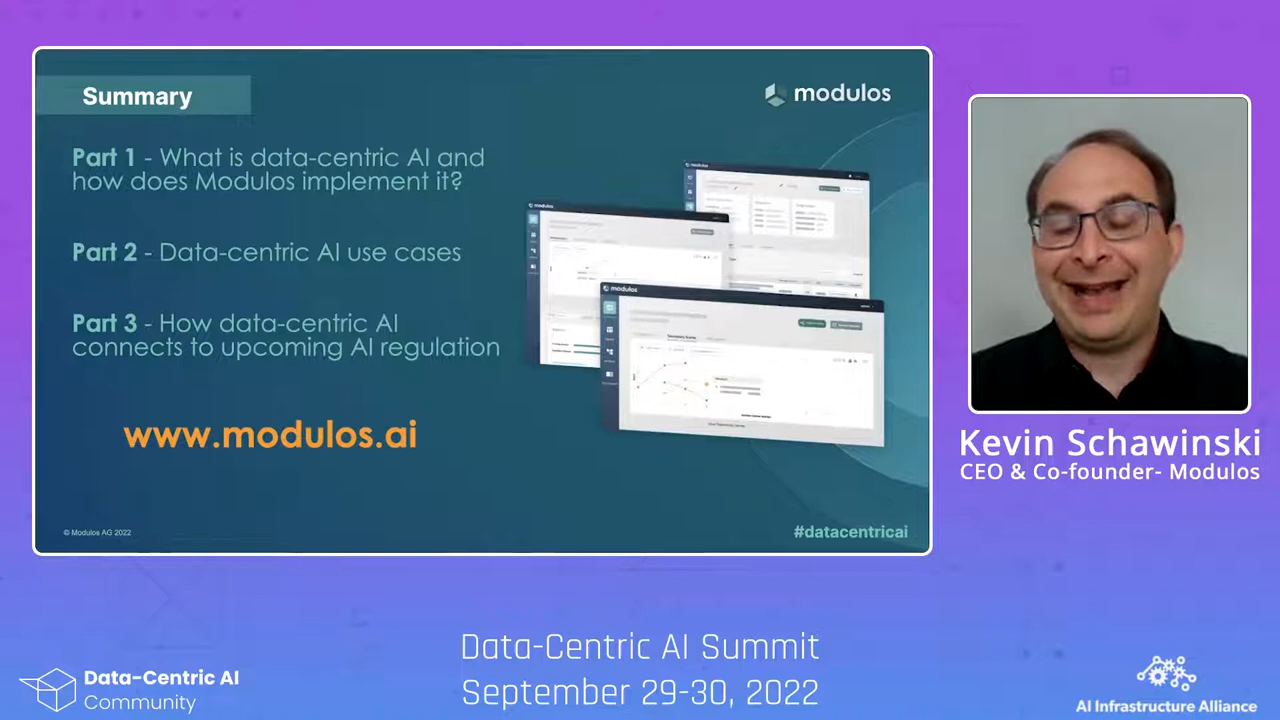 Summary
modulos
Part 1 - What is data-centric AI and
how does Modulos implement it?
Part 2 - Data-centric AI use cases
Part 3 - How data-centric AI
connects to upcoming AI regulation
www.modulos.ai
modulos
modulos
modulos
© Modulos AG 2022
#datacentricai
Kevin Schawinski
CEO & Co-founder- Modulos
Data-Centric AI Summit
September 29-30, 2022
Data-Centric AI
Community
AI Infrastructure Alliance